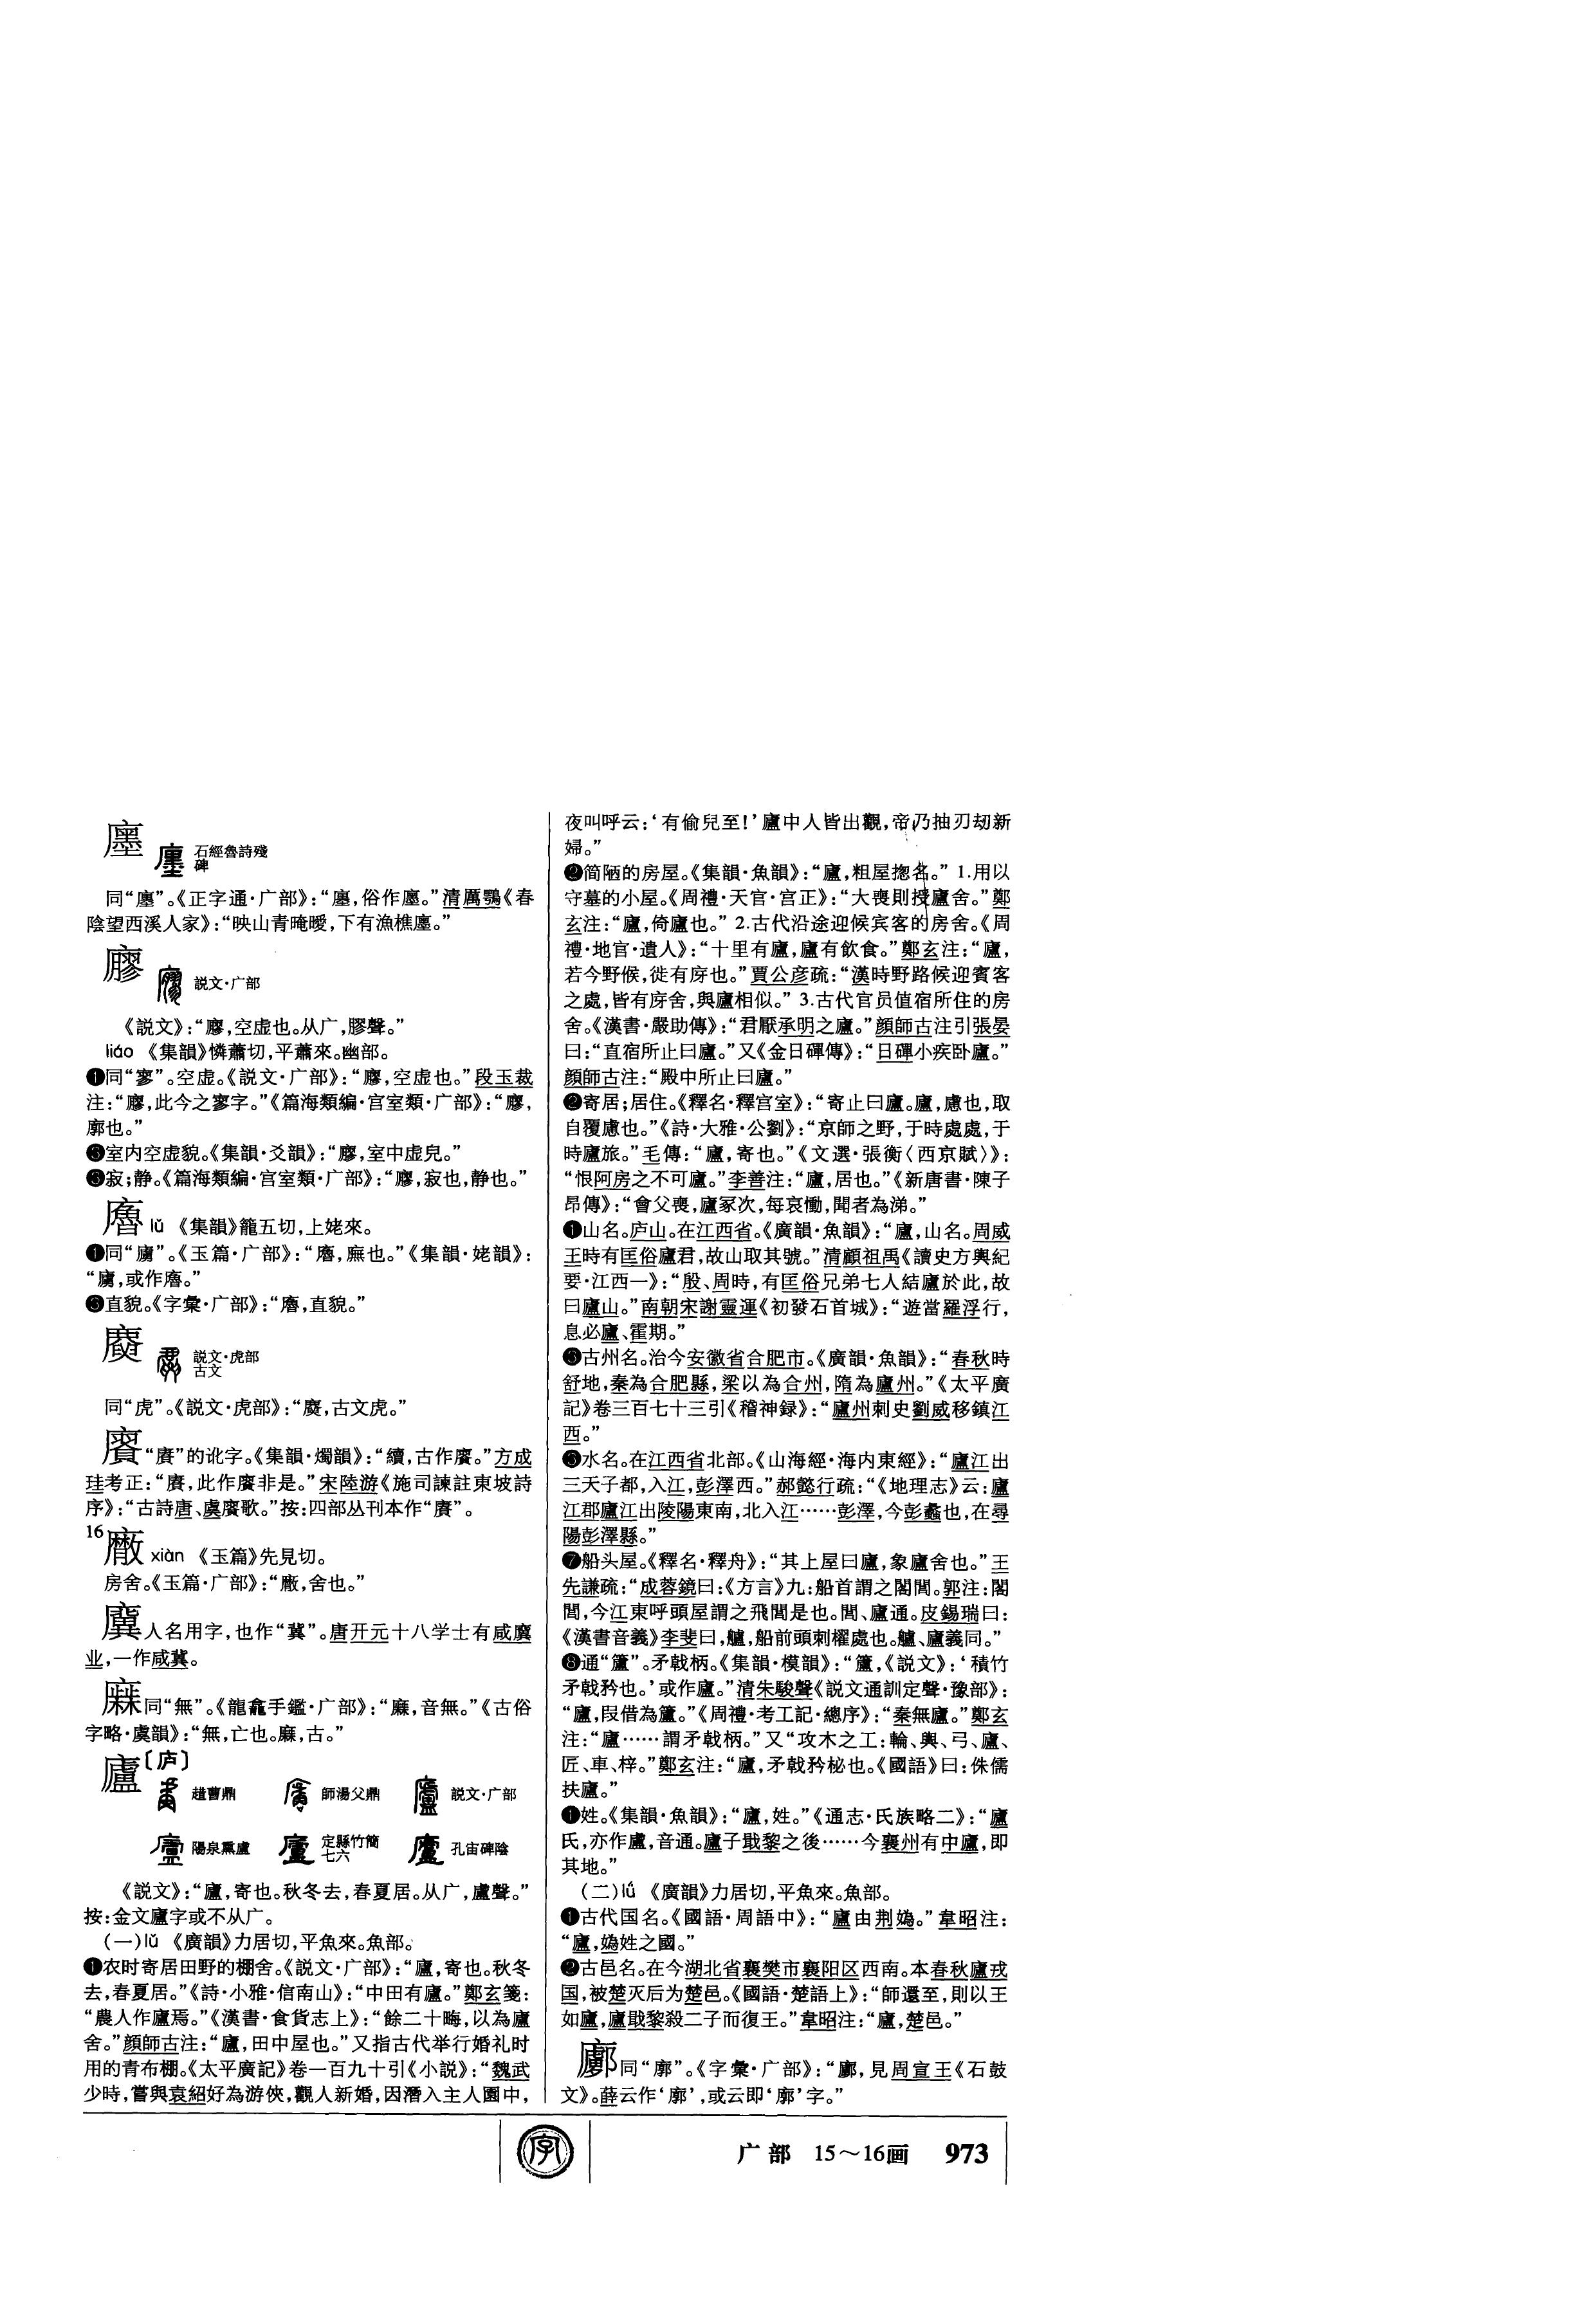 石經魯詩殘
碑
同“廛”。《正字通·广部》：“廛，俗作㕓。”清厲鶚《春
陰望西溪人家》：“映山青晻曖，下有漁樵㕓。”
廫
説文·广部
《説文》：“廫，空虚也。从广，膠聲。”
liáo 《集韻》憐蕭切，平蕭來。幽部。
❶同“寥”。空虚。《説文·广部》：“廫，空虚也。”段玉裁
注：“廫，此今之寥字。”《篇海類編·宫室類·广部》：“廫，
廓也。”
室内空虚貌。《集韻·爻韻》：“廫，室中虚皃。”
❸寂；静。《篇海類編·宫室類·广部》：“廫，寂也，静也。”
lǔ 《集韻》籠五切，上姥來。
❶同“廘”。《玉篇·广部》：“，廡也。”《集韻·姥韻》：
“，或作。”
直貌。《字彙·广部》：“，直貌。”
説文·虎部
古文
同“虎”。《説文·虎部》：“，古文虎。”
“賡”的讹字。《集韻·燭韻》：“續，古作。”方成
珪考正：“賡，此作非是。”宋陸游《施司諫註東坡詩
序》：“古詩唐、虞歌。”按：四部丛刊本作“賡”。
16
xiàn 《玉篇》先見切。
房舍。《玉篇·广部》：“，舍也。”
人名用字，也作“冀”。唐开元十八学士有咸
业，一作咸冀。
同“無”。《龍龕手鑑·广部》：“，音無。”《古俗
字略·虞韻》：“無，亡也。，古。”
廬〔庐〕
趙曹鼎 師湯父鼎 説文·广部
陽泉熏盧 定縣竹簡
七六 孔宙碑陰
《説文》：“廬，寄也。秋冬去，春夏居。从广，盧聲。”
按：金文廬字或不从广。
（一）lǔ 《廣韻》力居切，平魚來。魚部。
❶农时寄居田野的棚舍。《説文·广部》：“廬，寄也。秋冬
去，春夏居。”《詩·小雅·信南山》：“中田有廬。”鄭玄箋：
“農人作廬焉。”《漢書·食貨志上》：“餘二十晦，以為廬
舍。”顔師古注：“廬，田中屋也。”又指古代举行婚礼时
用的青布棚。《太平廣記》卷一百九十引《小説》：“魏武
少時，嘗與袁紹好為游俠，觀人新婚，因潛入主人園中，
夜叫呼云：‘有偷兒至！’廬中人皆出觀，帝乃抽刃劫新
婦。”
❷简陋的房屋。《集韻·魚韻》：“廬，粗屋揔名。” 1.用以
守墓的小屋。《周禮·天官·宫正》：“大喪則授廬舍。”鄭
玄注：“廬，倚廬也。” 2.古代沿途迎候宾客的房舍。《周
禮·地官·遺人》：“十里有廬，廬有飲食。”鄭玄注：“廬，
若今野候，徙有庌也。”賈公彦疏：“漢時野路候迎賓客
之處，皆有庌舍，與廬相似。” 3.古代官员值宿所住的房
舍。《漢書·嚴助傳》：“君厭承明之廬。”顔師古注引張晏
曰：“直宿所止曰廬。”又《金日磾傳》：“日磾小疾卧廬。”
顔師古注：“殿中所止曰廬。”
❷寄居；居住。《釋名·釋宫室》：“寄止曰廬。廬，慮也，取
自覆慮也。”《詩·大雅·公劉》：“京師之野，于時處處，于
時廬旅。”毛傳：“廬，寄也。”《文選·張衡〈西京賦〉》：
“恨阿房之不可廬。”李善注：“廬，居也。”《新唐書·陳子
昂傳》：“會父喪，廬冢次，每哀慟，聞者為涕。”
❶山名。庐山。在江西省。《廣韻·魚韻》：“廬，山名。周威
王時有匡俗廬君，故山取其號。”清顧祖禹《讀史方輿紀
要·江西一》：“殷、周時，有匡俗兄弟七人結廬於此，故
曰廬山。”南朝宋謝靈運《初發石首城》：“遊當羅浮行，
息必廬、霍期。”
❺古州名。治今安徽省合肥市。《廣韻·魚韻》：“春秋時
舒地，秦為合肥縣，梁以為合州，隋為廬州。”《太平廣
記》卷三百七十三引《稽神録》：“廬州刺史劉威移鎮江
西。”
水名。在江西省北部。《山海經·海内東經》：“廬江出
三天子都，入江，彭澤西。”郝懿行疏：“《地理志》云：廬
江郡廬江出陵陽東南，北入江……彭澤，今彭蠡也，在尋
陽彭澤縣。”
❼船头屋。《釋名·釋舟》：“其上屋曰廬，象廬舍也。”王
先謙疏：“成蓉鏡曰：《方言》九：船首謂之閤閭。郭注：閤
閭，今江東呼頭屋謂之飛閭是也。閭、廬通。皮錫瑞曰：
《漢書音義》李斐曰，艫，船前頭刺櫂處也。艫、廬義同。”
❽通“籚”。矛戟柄。《集韻·模韻》：“籚，《説文》：‘積竹
矛戟矜也。’或作廬。”清朱駿聲《説文通訓定聲·豫部》：
“廬，叚借為籚。”《周禮·考工記·總序》：“秦無廬。”鄭玄
注：“廬……謂矛戟柄。”又“攻木之工：輪、輿、弓、廬、
匠、車、梓。”鄭玄注：“廬，矛戟矜柲也。《國語》曰：侏儒
扶廬。”
❶姓。《集韻·魚韻》：“廬，姓。”《通志·氏族略二》：“廬
氏，亦作盧，音通。廬子戢黎之後……今襄州有中廬，即
其地。”
（二）lǘ 《廣韻》力居切，平魚來。魚部。
❶古代国名。《國語·周語中》：“廬由荆嬀。”韋昭注：
“廬，嬀姓之國。”
❷古邑名。在今湖北省襄樊市襄阳区西南。本春秋廬戎
国，被楚灭后为楚邑。《國語·楚語上》：“師還至，則以王
如廬，廬戢黎殺二子而復王。”韋昭注：“廬，楚邑。”
同“廓”。《字彙·广部》：“，見周宣王《石鼓
文》。薛云作‘廓’，或云即‘廓’字。”
字
广部 15～16画 973